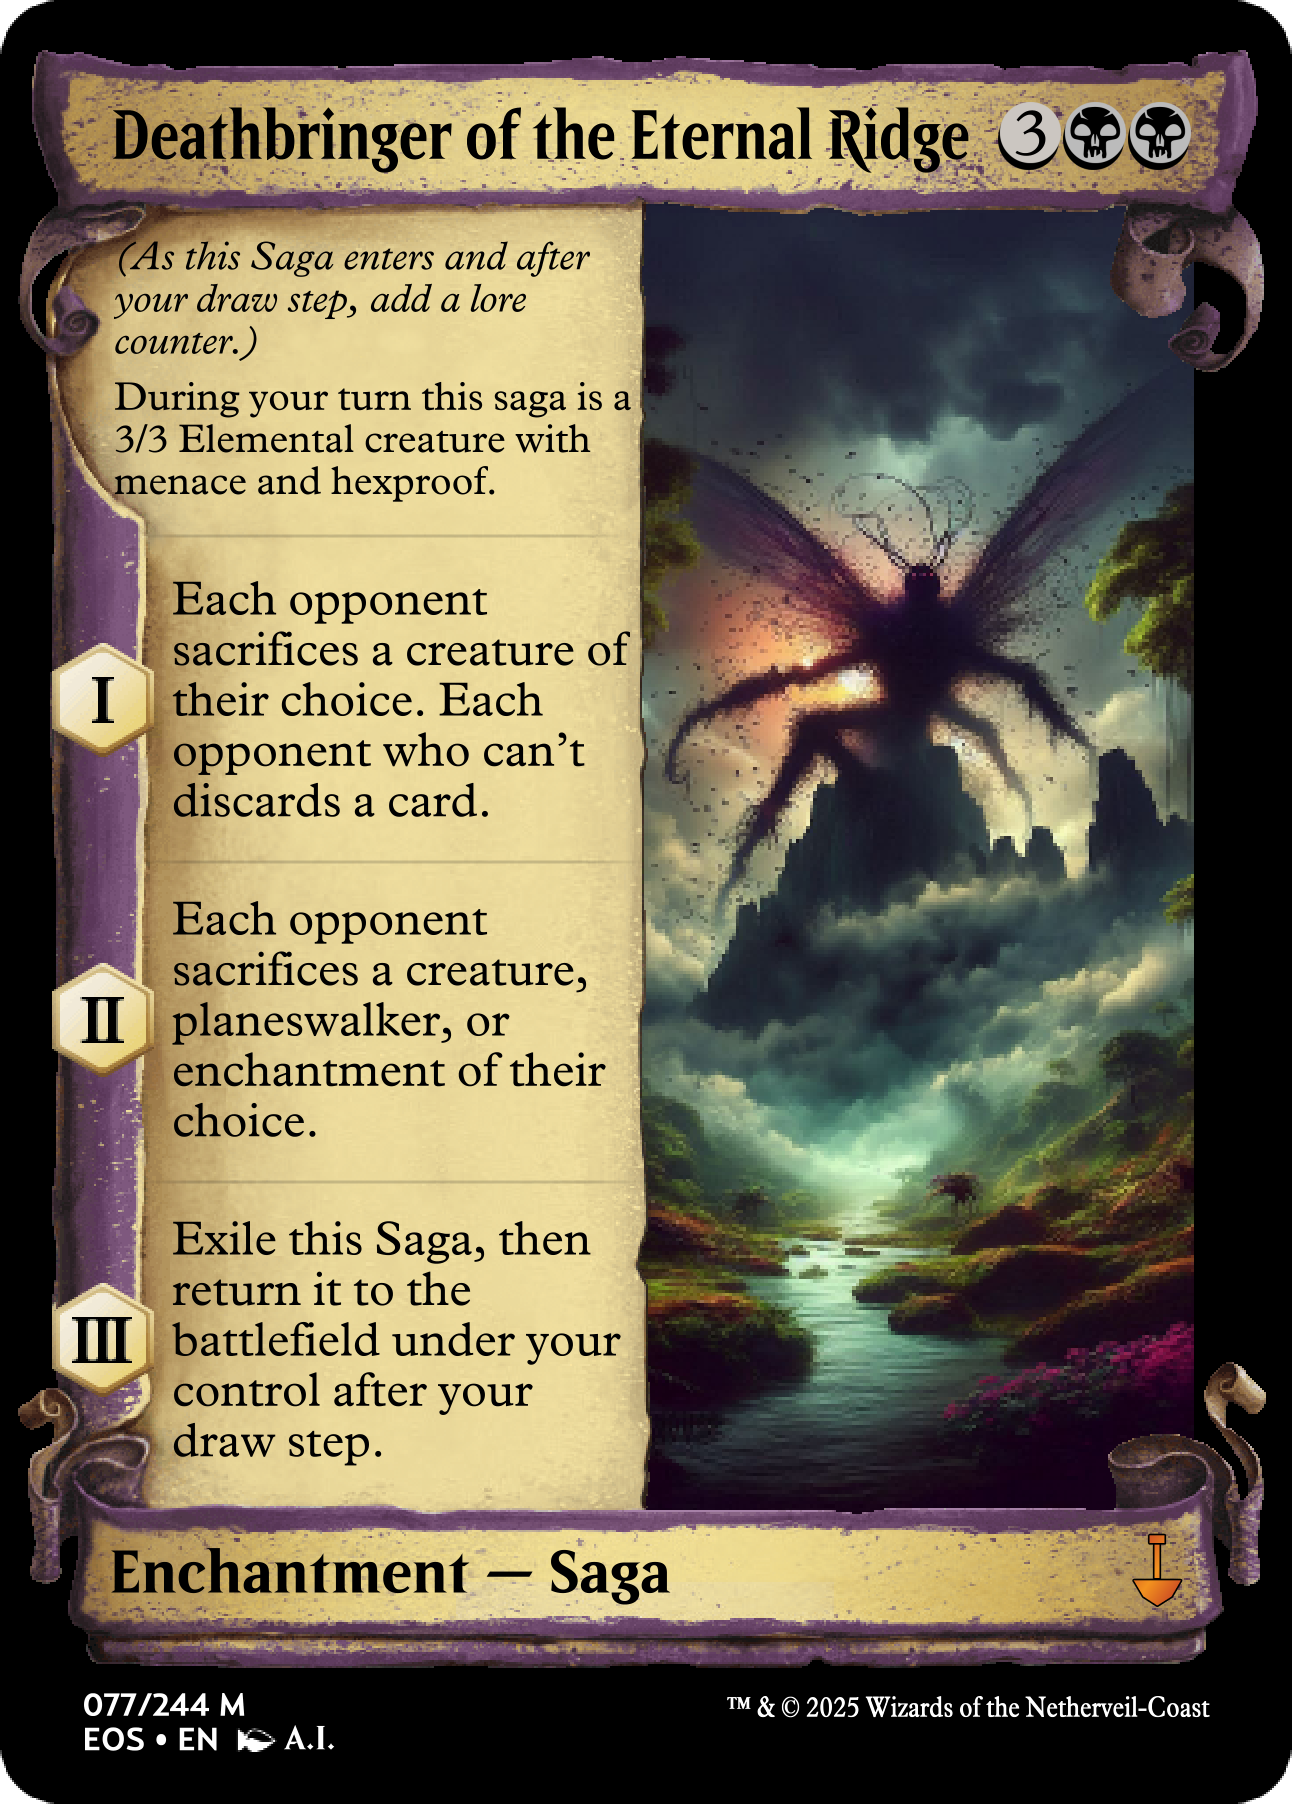 Deathbringer of the Eternal Ridge 3
(As this Saga enters and after
your draw step, add a lore
counter.)
During your turn this saga is a
3/3 Elemental creature with
menace and hexproof.
I
Each opponent
sacrifices a creature of
their choice. Each
opponent who can't
discards a card.
II
Each opponent
sacrifices a creature,
planeswalker, or
enchantment of their
choice.
III
Exile this Saga, then
return it to the
battlefield under your
control after your
draw step.
Enchantment — Saga
077/244 M
EOS • EN A.I.
™ & © 2025 Wizards of the Netherveil-Coast